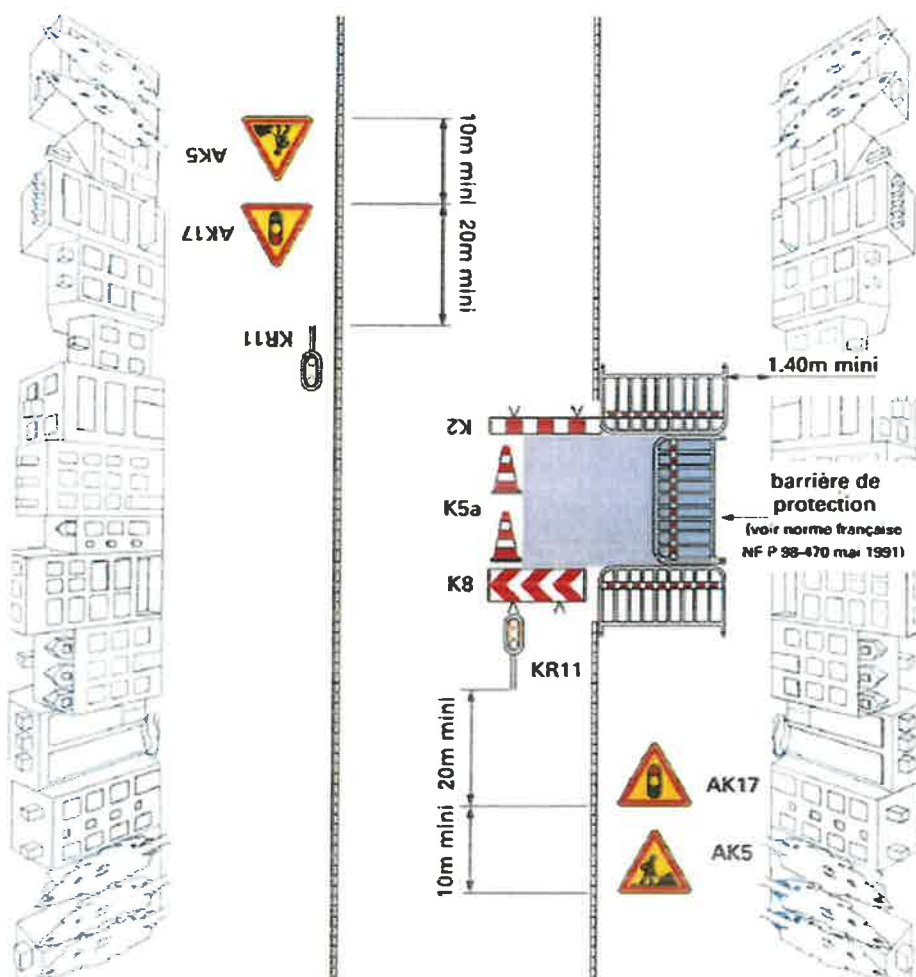 AK5
10m mini
AK17
20m mini
KR11
1.40m mini
K2
K5a
barrière de
protection
(voir norme française
NF P 98-470 mai 1991)
K8
KR11
20m mini
AK17
10m mini
AK5